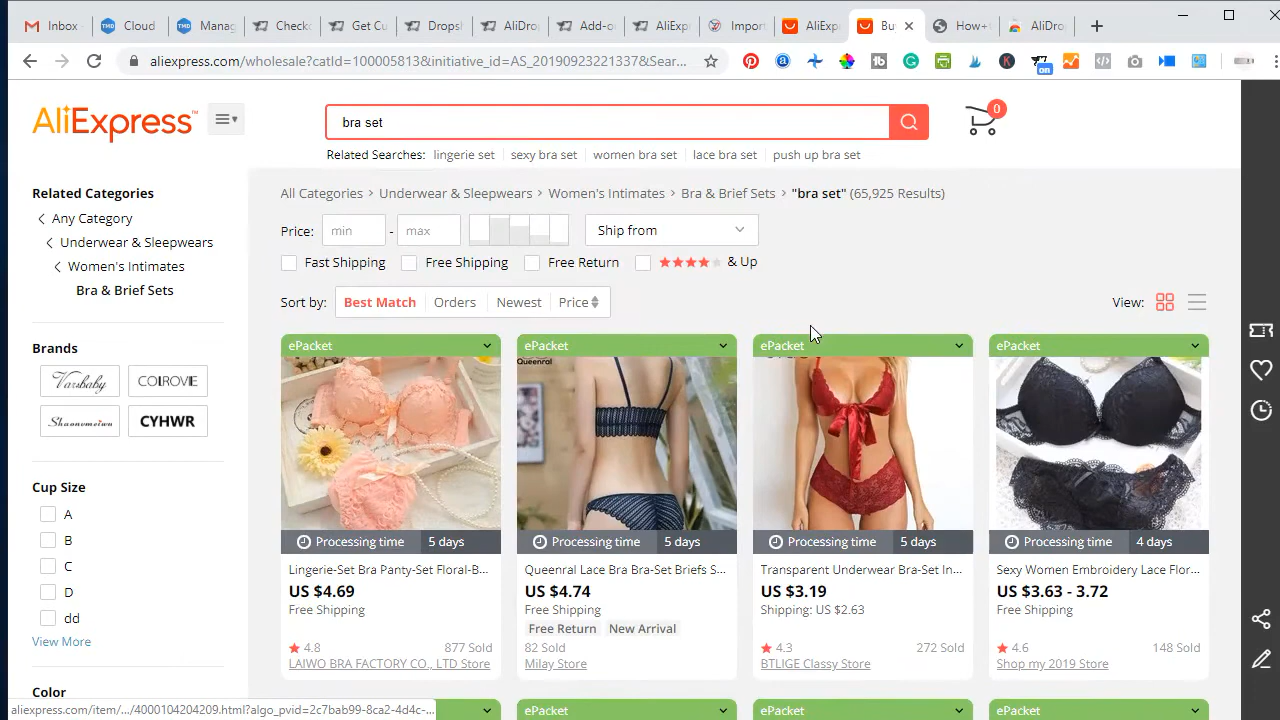 Inbox
Cloud
Manag
Checko
Get Cu
Dropsh
AliDrop
Add-o
AliExpr
Import
AliExp
Buy
How+
AliDro
aliexpress.com/wholesale?catId=100005813&initiative_id=AS_20190923221337&Sear...
on
AliExpress
bra set
0
Related Searches: lingerie set sexy bra set women bra set lace bra set push up bra set
Related Categories
Any Category
Underwear & Sleepwears
Women's Intimates
Bra & Brief Sets
All Categories > Underwear & Sleepwears > Women's Intimates > Bra & Brief Sets > "bra set" (65,925 Results)
Price: min - max Ship from
Fast Shipping Free Shipping Free Return & Up
Sort by: Best Match Orders Newest Price View:
Brands
COIROVIE
CYHWR
Cup Size
A
B
C
D
dd
View More
Color
ePacket
Processing time 5 days
Lingerie-Set Bra Panty-Set Floral-B...
US $4.69
Free Shipping
4.8 877 Sold
LAIWO BRA FACTORY CO., LTD Store
ePacket
Queenral
Processing time 5 days
Queenral Lace Bra Bra-Set Briefs S...
US $4.74
Free Shipping
Free Return New Arrival
82 Sold
Milay Store
ePacket
Processing time 5 days
Transparent Underwear Bra-Set In...
US $3.19
Shipping: US $2.63
4.3 272 Sold
BTLIGE Classy Store
ePacket
Processing time 4 days
Sexy Women Embroidery Lace Flor...
US $3.63 - 3.72
Free Shipping
4.6 148 Sold
Shop my 2019 Store
ePacket
ePacket
ePacket
aliexpress.com/item/.../4000104204209.html?algo_pvid=2c7bab99-8ca2-4d4c-...